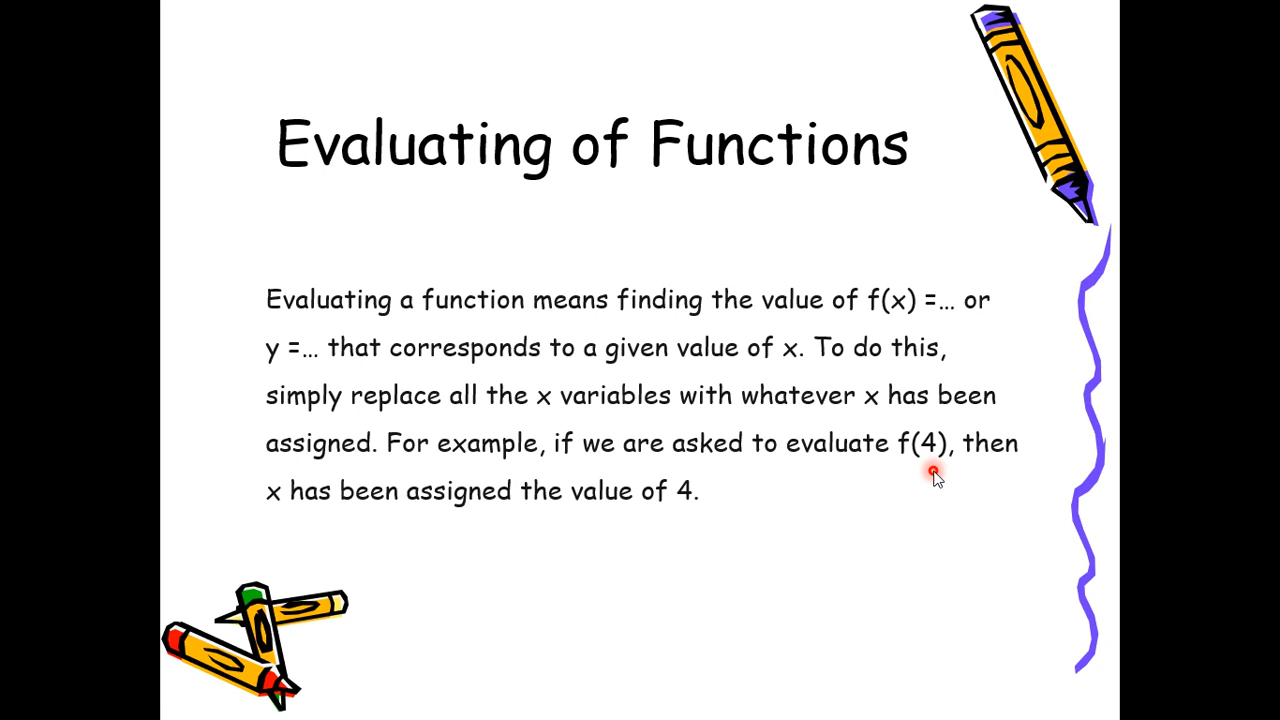 Evaluating of Functions
Evaluating a function means finding the value of f(x) =… or
y =… that corresponds to a given value of x. To do this,
simply replace all the x variables with whatever x has been
assigned. For example, if we are asked to evaluate f(4), then
x has been assigned the value of 4.